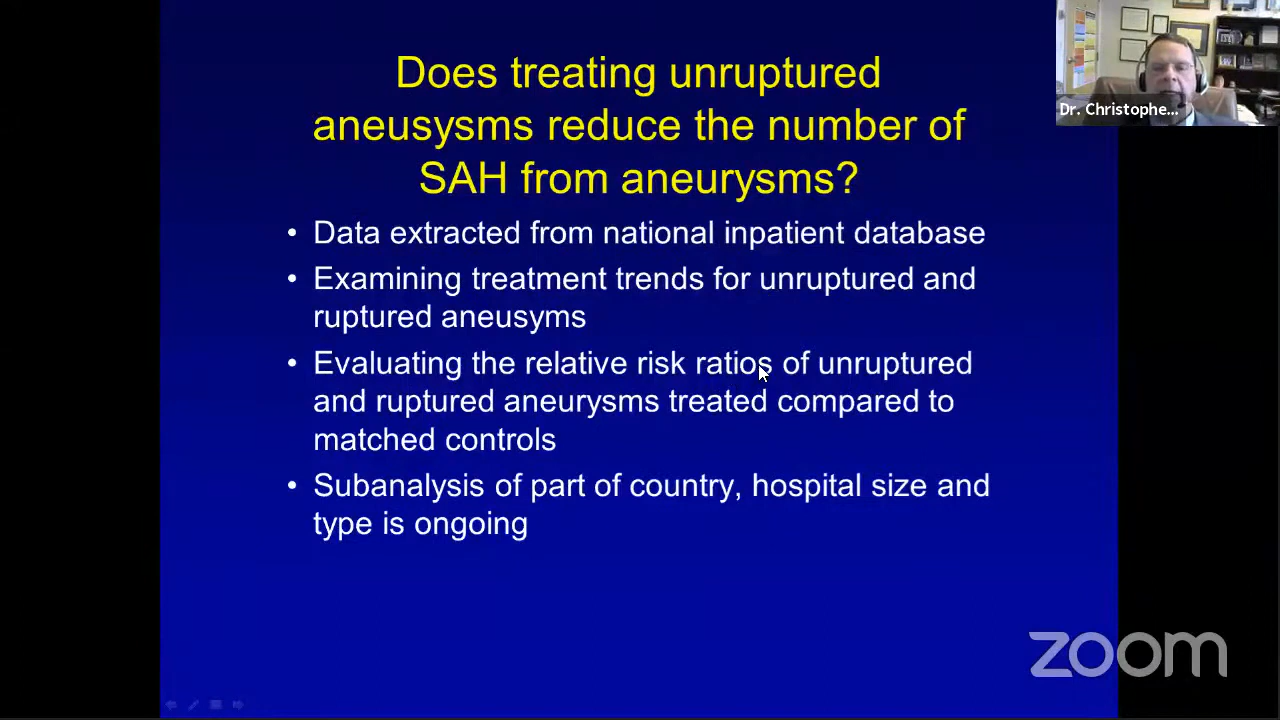 Does treating unruptured
aneusysms reduce the number of
SAH from aneurysms?
• Data extracted from national inpatient database
• Examining treatment trends for unruptured and
ruptured aneusyms
• Evaluating the relative risk ratios of unruptured
and ruptured aneurysms treated compared to
matched controls
• Subanalysis of part of country, hospital size and
type is ongoing
Dr. Christophe...
zoom